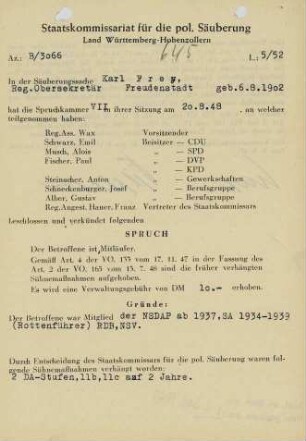 Staatskommissariat für die pol. Säuberung
Land Württemberg-Hohenzollern
645
Az.: B/3066
L., 5/52
In der Säuberungssache Karl Frey,
Reg.Obersekretär Freudenstadt geb.6.8.1902
hat die Spruchkammer VII in ihrer Sitzung am 20.8.48 , an welcher
teilgenommen haben:
Reg.Ass. Wax Vorsitzender
Schwarz, Emil Beisitzer — CDU
Munch, Alois „ — SPD
Fischer, Paul „ — DVP
„ — KPD
Steinacher, Anton „ — Gewerkschaften
Schneckenburger, Josef „ — Berufsgruppe
Alber, Gustav „ — Berufsgruppe
Reg.Angest. Hauer, Franz Vertreter des Staatskommissars
beschlossen und verkündet folgenden
SPRUCH
Der Betroffene ist Mitläufer.
Gemäß Art. 4 der VO. 133 vom 17. 11. 47 in der Fassung des
Art. 2 der VO. 165 vom 15. 7. 48 sind die früher verhängten
Sühnemaßnahmen aufgehoben.
Es wird eine Verwaltungsgebühr von DM 10.— erhoben.
Gründe:
Der Betroffene war Mitglied der NSDAP ab 1937,SA 1934-1939
(Rottenführer) RDB,NSV.
Durch Entscheidung des Staatskommissars für die pol. Säuberung waren fol-
gende Sühnemaßnahmen verhängt worden:
2 DA-Stufen,11b,11c auf 2 Jahre.